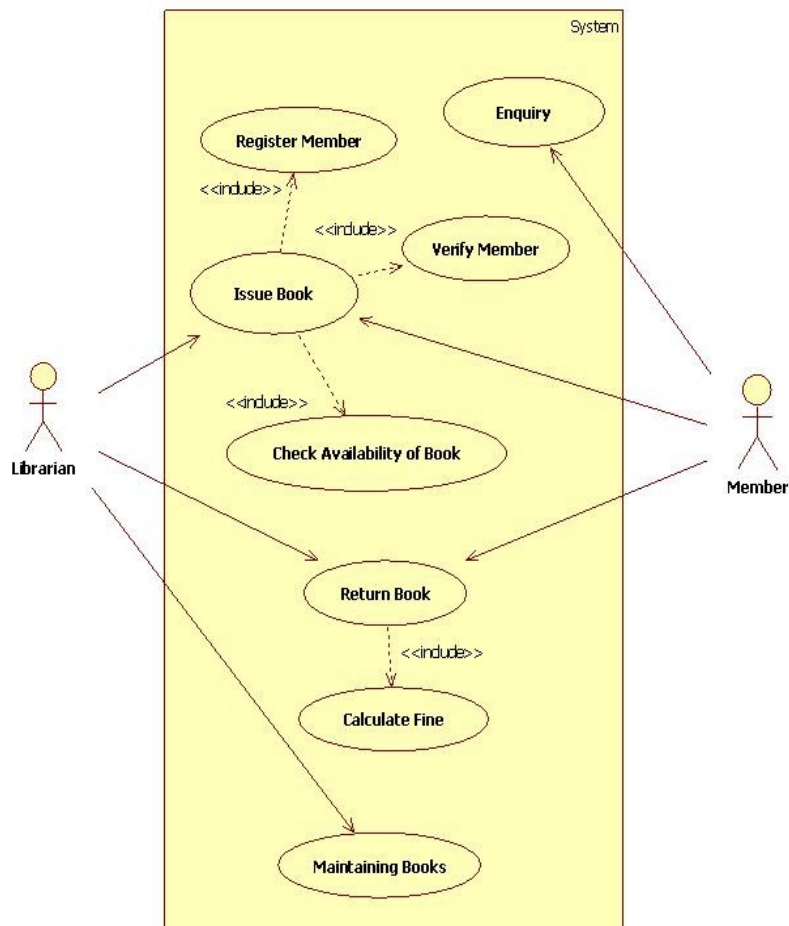 System
Enquiry
Register Member
<<include>>
<<include>>
Verify Member
Issue Book
<<include>>
Check Availability of Book
Librarian
Member
Return Book
<<include>>
Calculate Fine
Maintaining Books